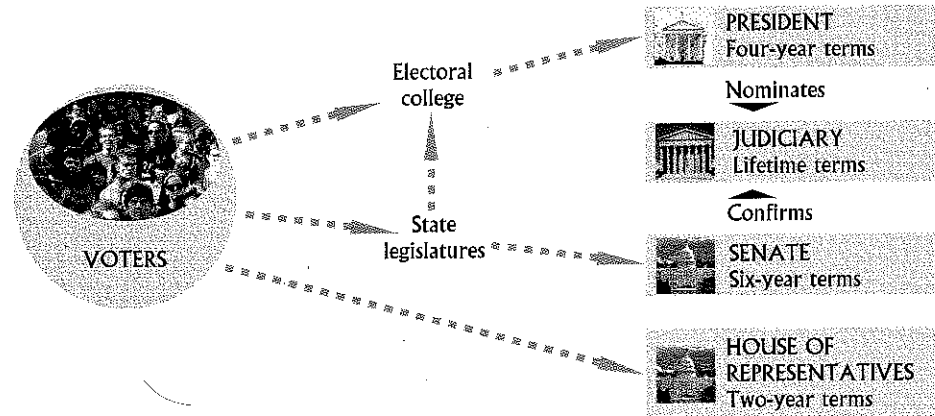 PRESIDENT
Four-year terms
Electoral
college
Nominates
JUDICIARY
Lifetime terms
Confirms
State
legislatures
VOTERS
SENATE
Six-year terms
HOUSE OF
REPRESENTATIVES
Two-year terms